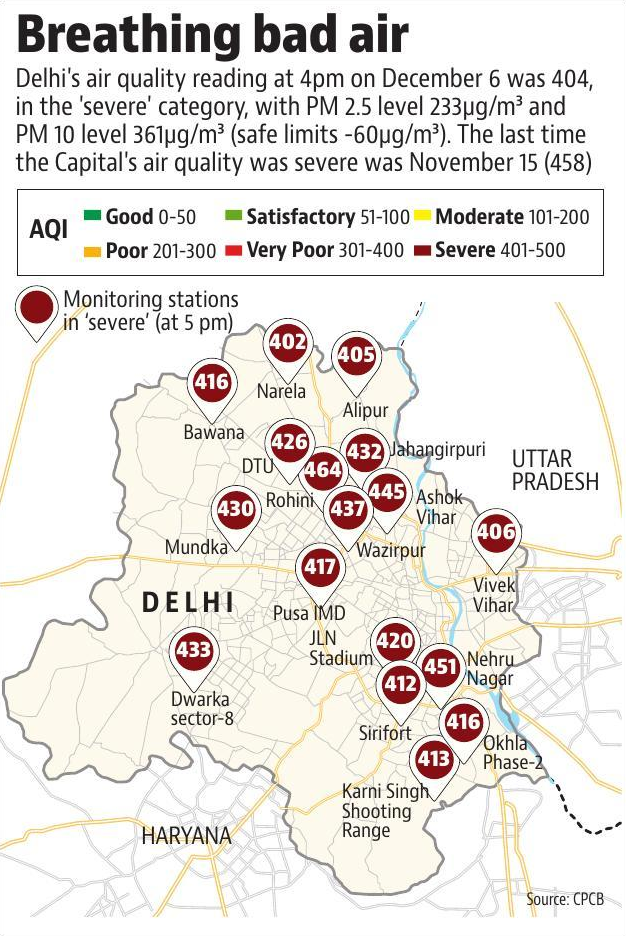 Breathing bad air
Delhi's air quality reading at 4pm on December 6 was 404,
in the 'severe' category, with PM 2.5 level 233µg/m³ and
PM 10 level 361µg/m³ (safe limits -60µg/m³). The last time
the Capital's air quality was severe was November 15 (458)
AQI
Good 0-50 Satisfactory 51-100 Moderate 101-200
Poor 201-300 Very Poor 301-400 Severe 401-500
Monitoring stations
in 'severe' (at 5 pm)
402
Narela
405
Alipur
416
Bawana
426
DTU
432
Jahangirpuri
464
Rohini
445
Ashok
Vihar
UTTAR
PRADESH
430
Mundka
437
Wazirpur
406
Vivek
Vihar
417
Pusa IMD
DELHI
420
JLN
Stadium
433
Dwarka
sector-8
451
Nehru
Nagar
412
Sirifort
416
Okhla
Phase-2
413
Karni Singh
Shooting
Range
HARYANA
Source: CPCB